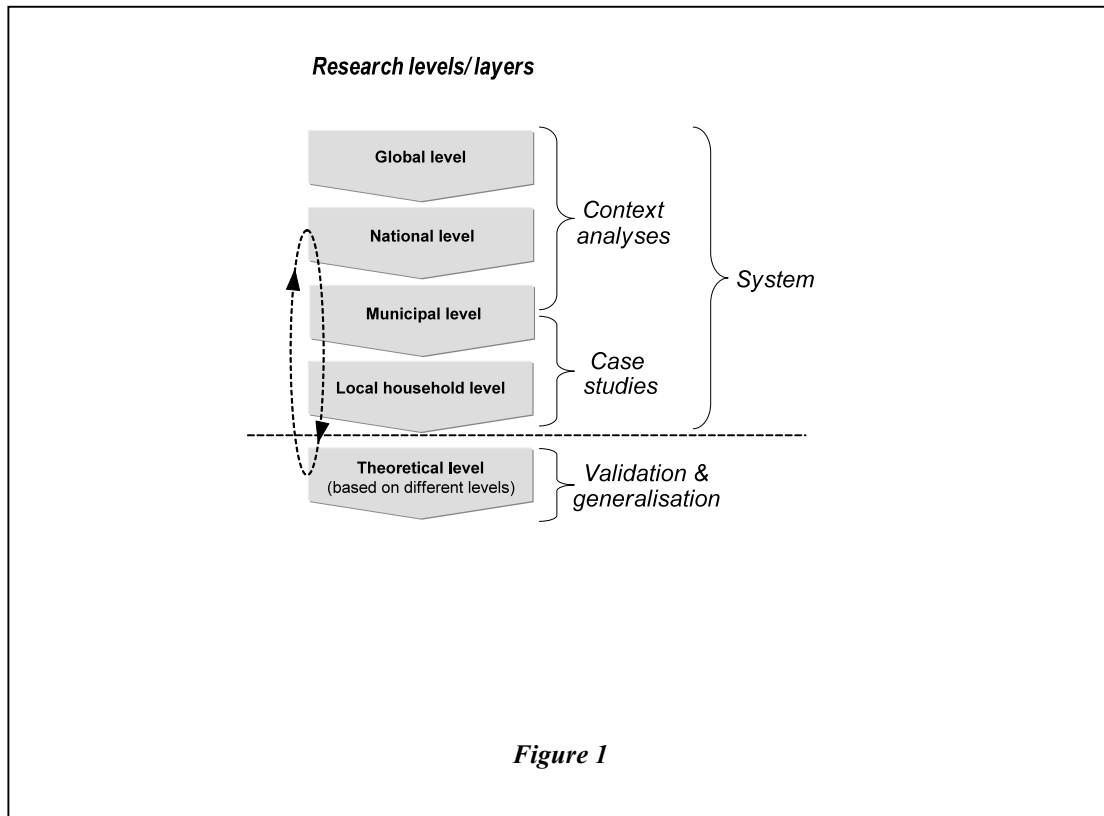 Research levels/ layers
Global level
National level
Context
analyses
System
Municipal level
Case
studies
Local household level
Theoretical level
(based on different levels)
Validation &
generalisation
Figure 1